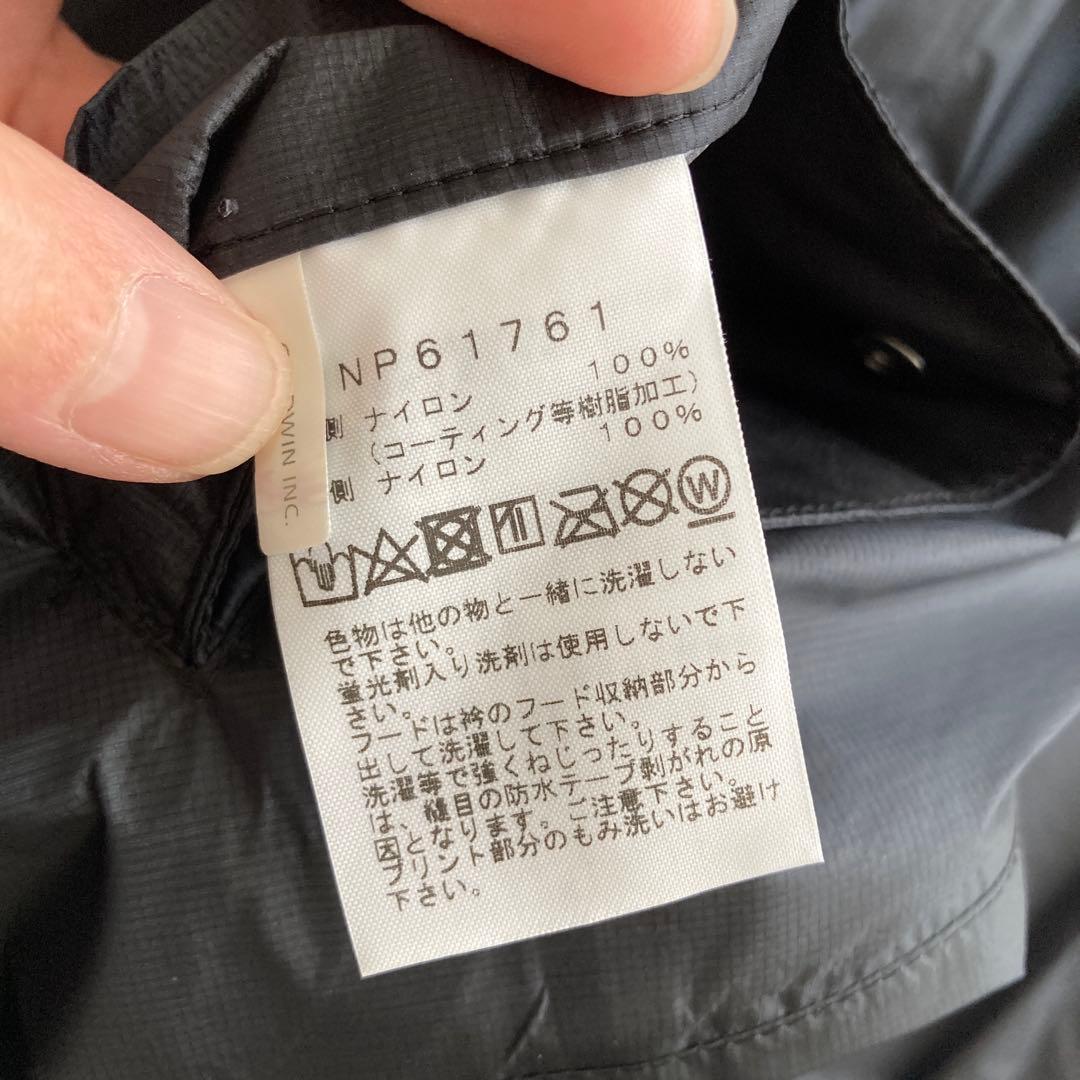 NP61761
側 ナイロン 100%
(コーティング等樹脂加工)
側 ナイロン 100%
W
色物は他の物と一緒に洗濯しない
で下さい。
蛍光剤入り洗剤は使用しないで下
さい。
フードは衿のフード収納部分から
出して洗濯して下さい。
洗濯等で強くねじったりすること
は、縫目の防水テープ剥がれの原
因となります。ご注意下さい。
プリント部分のもみ洗いはお避け
下さい。
WIN INC.